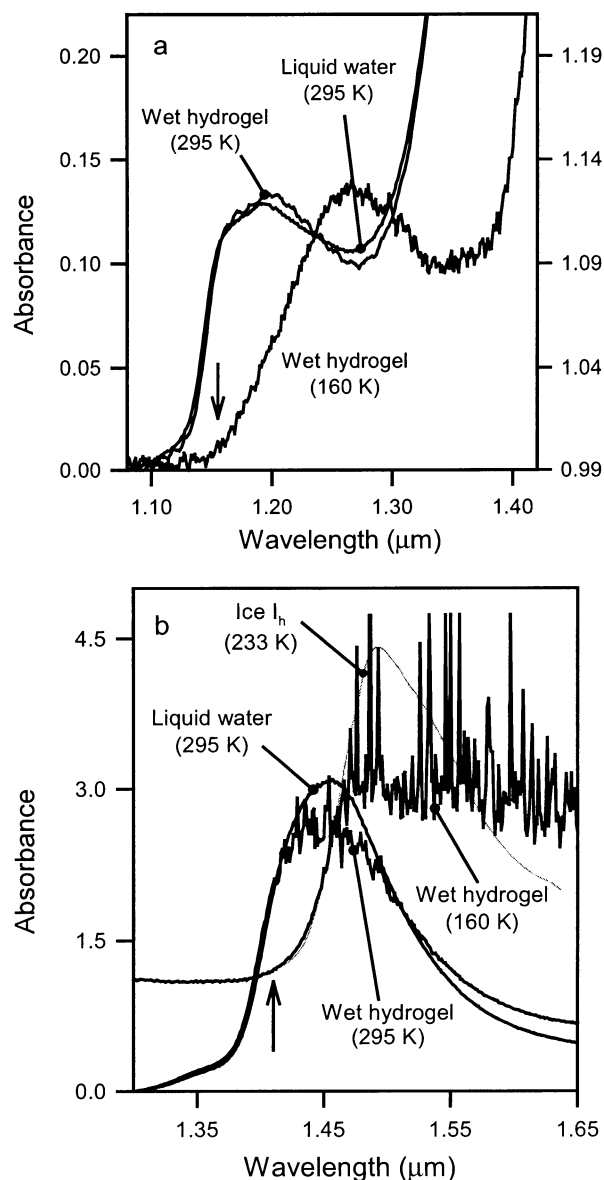 a
0.20
0.15
0.10
0.05
0.00
1.19
1.14
1.09
1.04
0.99
Liquid water
(295 K)
Wet hydrogel
(295 K)
Wet hydrogel
(160 K)
Absorbance
1.10 1.20 1.30 1.40
Wavelength (μm)
b
4.5
3.0
1.5
0.0
Ice Ih
(233 K)
Liquid water
(295 K)
Wet hydrogel
(160 K)
Wet hydrogel
(295 K)
Absorbance
1.35 1.45 1.55 1.65
Wavelength (μm)